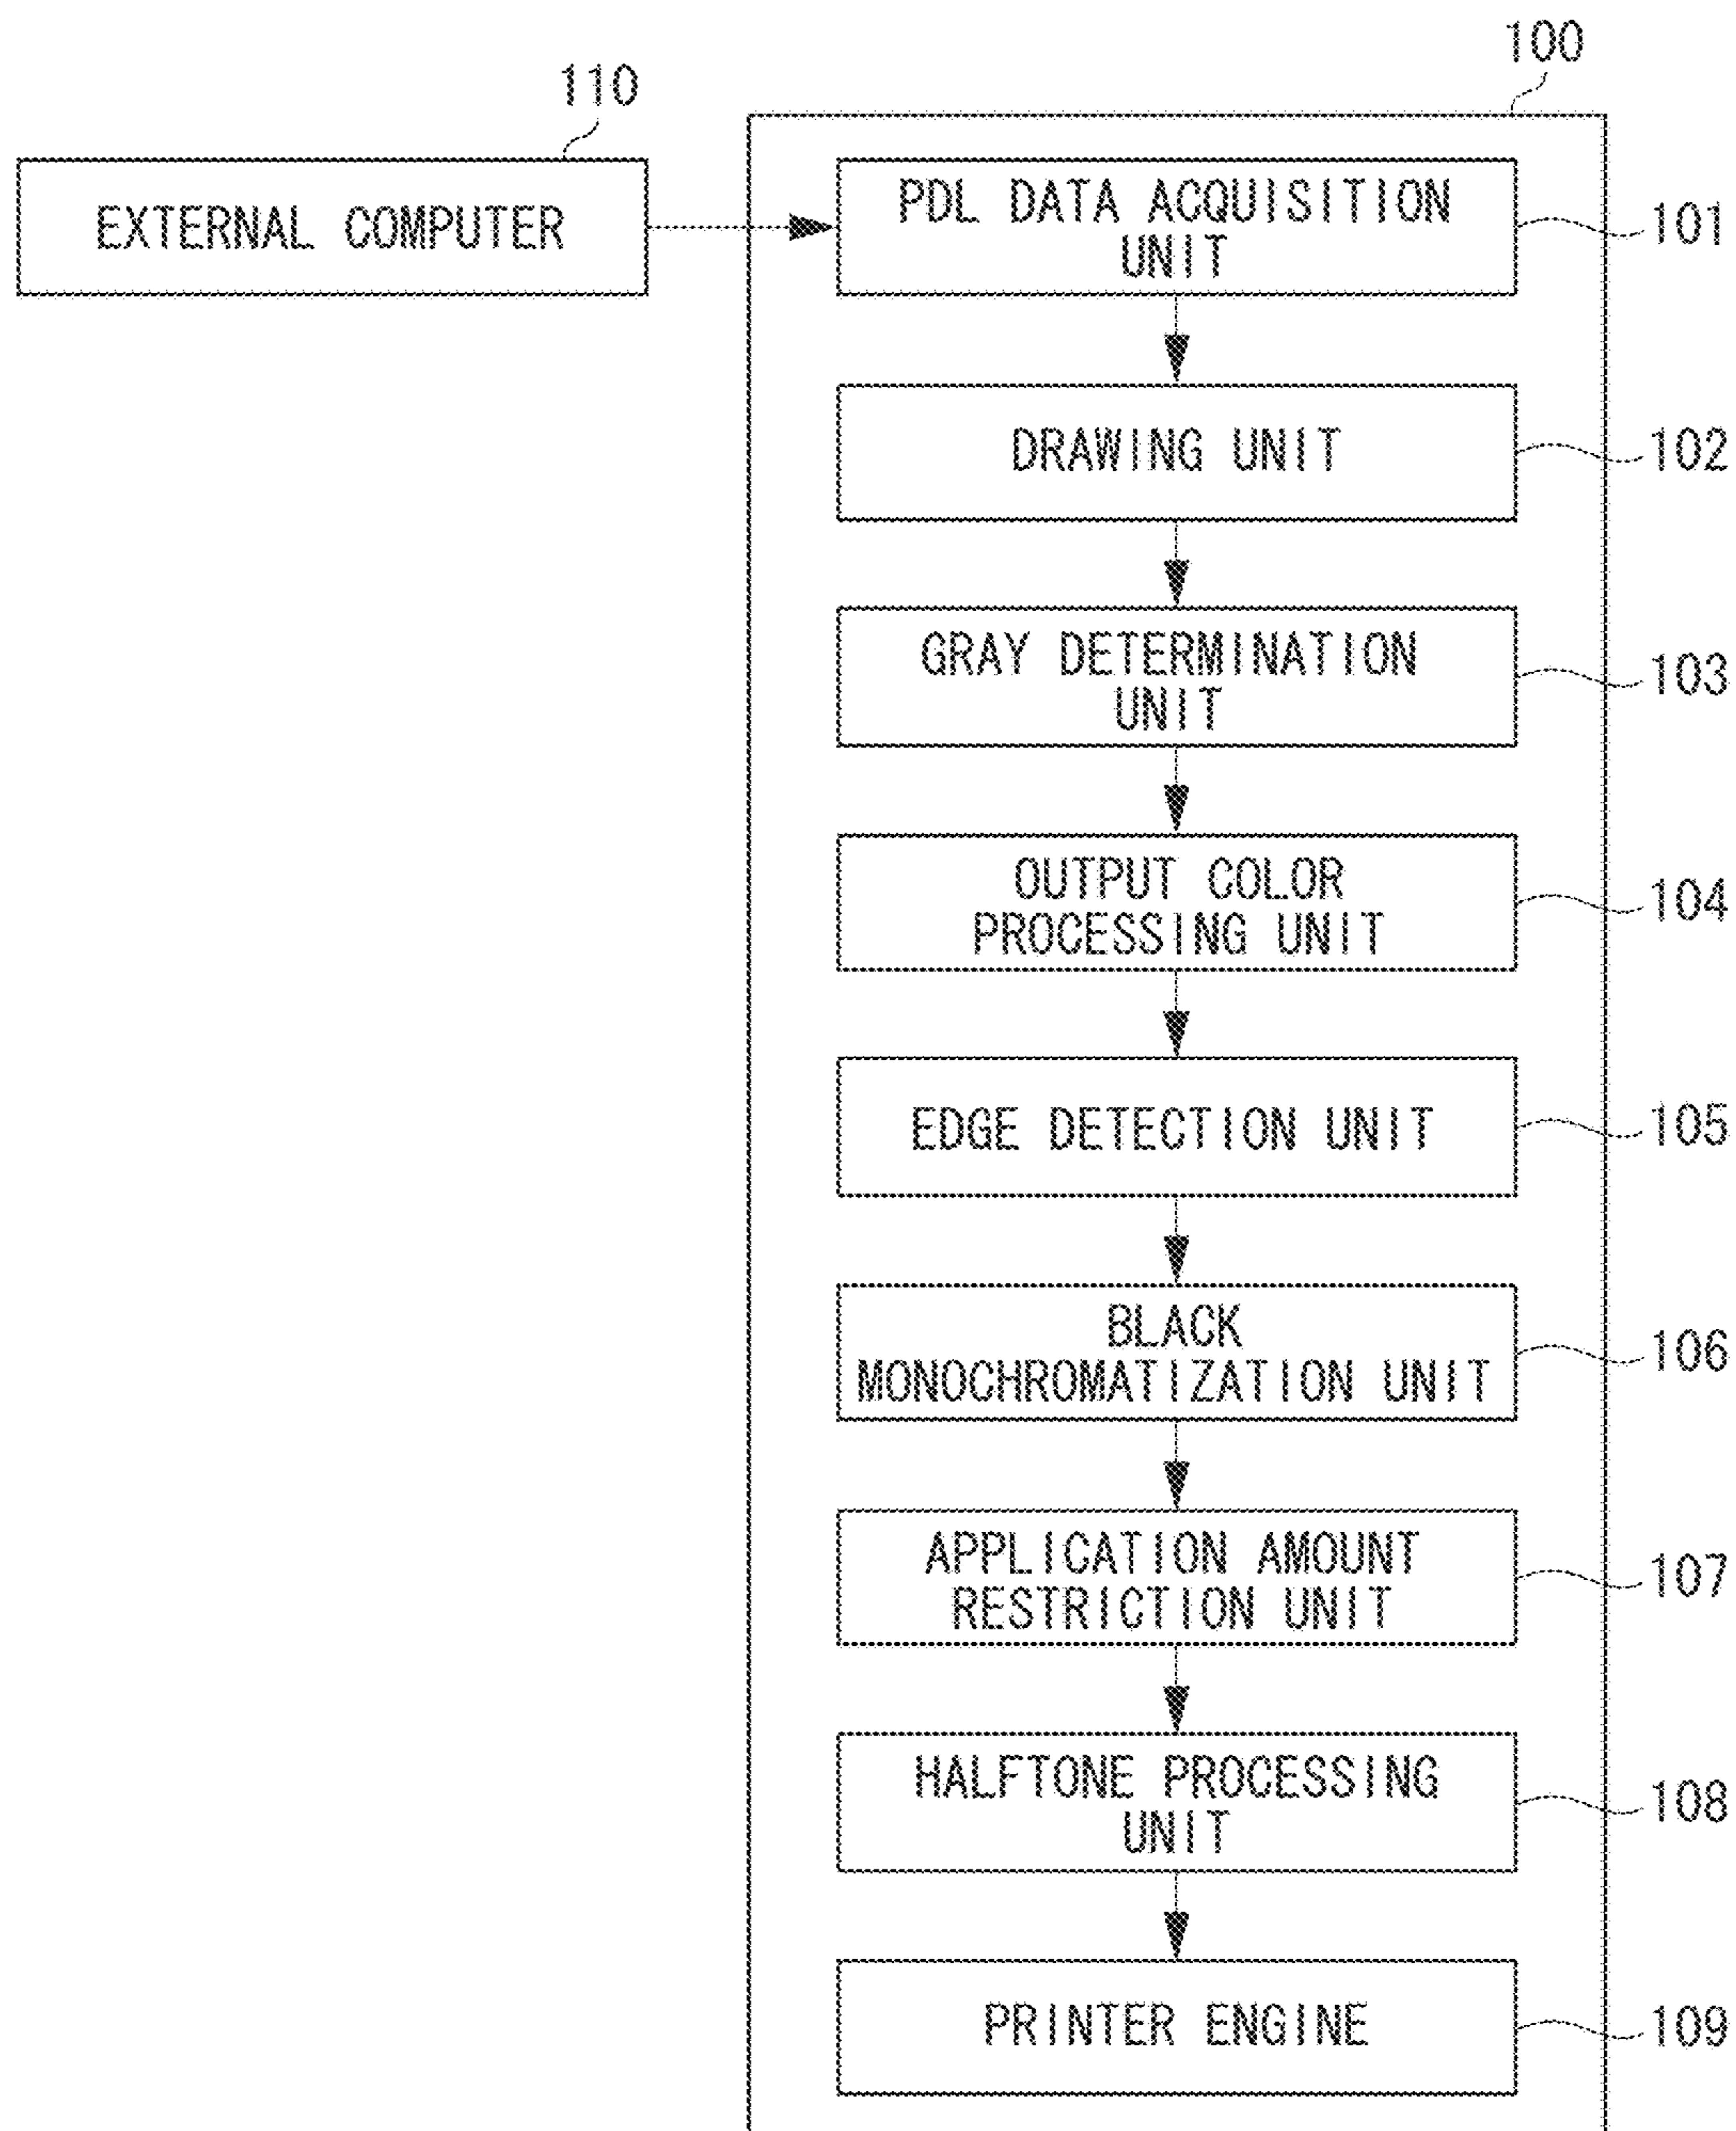 100
110
EXTERNAL COMPUTER
PDL DATA ACQUISITION
UNIT
101
DRAWING UNIT
102
GRAY DETERMINATION
UNIT
103
OUTPUT COLOR
PROCESSING UNIT
104
EDGE DETECTION UNIT
105
BLACK
MONOCHROMATIZATION UNIT
106
APPLICATION AMOUNT
RESTRICTION UNIT
107
HALFTONE PROCESSING
UNIT
108
PRINTER ENGINE
109